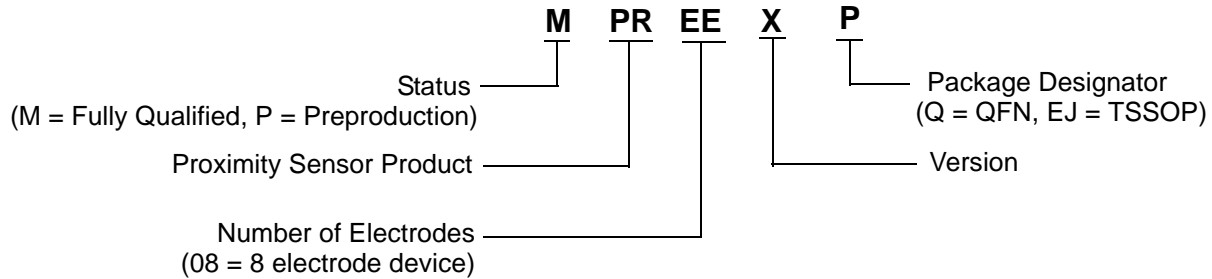 M PR EE X P
Status
(M = Fully Qualified, P = Preproduction)
Package Designator
(Q = QFN, EJ = TSSOP)
Proximity Sensor Product
Version
Number of Electrodes
(08 = 8 electrode device)